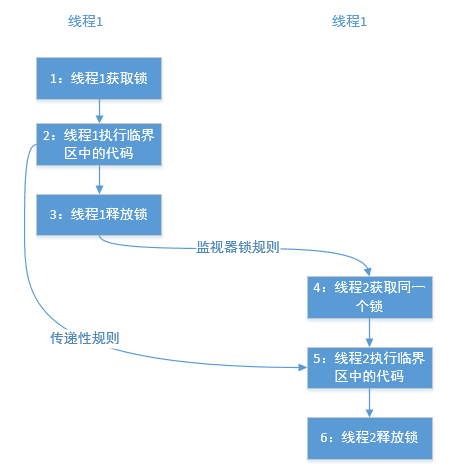 线程1
线程1
1：线程1获取锁
2：线程1执行临界
区中的代码
3：线程1释放锁
监视器锁规则
4：线程2获取同一
个锁
传递性规则
5：线程2执行临界
区中的代码
6：线程2释放锁